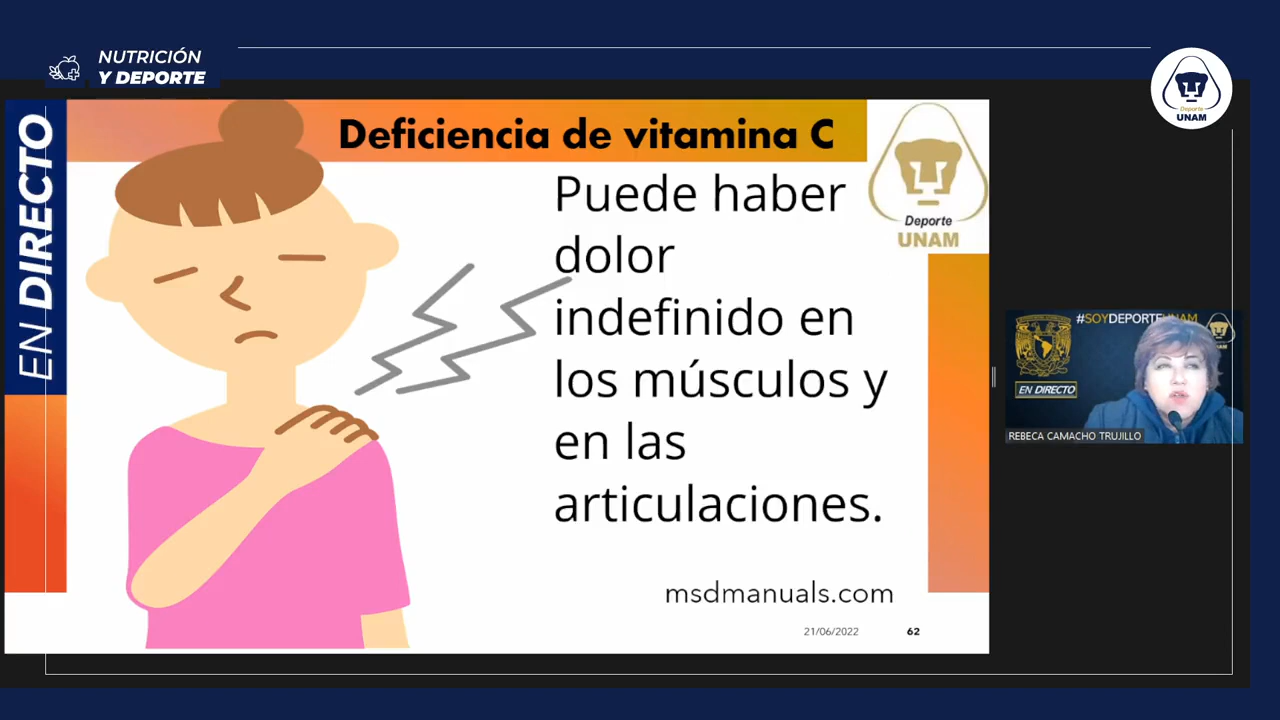 NUTRICIÓN
Y DEPORTE
Deporte
UNAM
EN DIRECTO
Deficiencia de vitamina C
Deporte
UNAM
Puede haber
dolor
indefinido en
los músculos y
en las
articulaciones.
msdmanuals.com
21/06/2022
62
#SOYDEPORTEUNAM
UNAM
EN DIRECTO
REBECA CAMACHO TRUJILLO